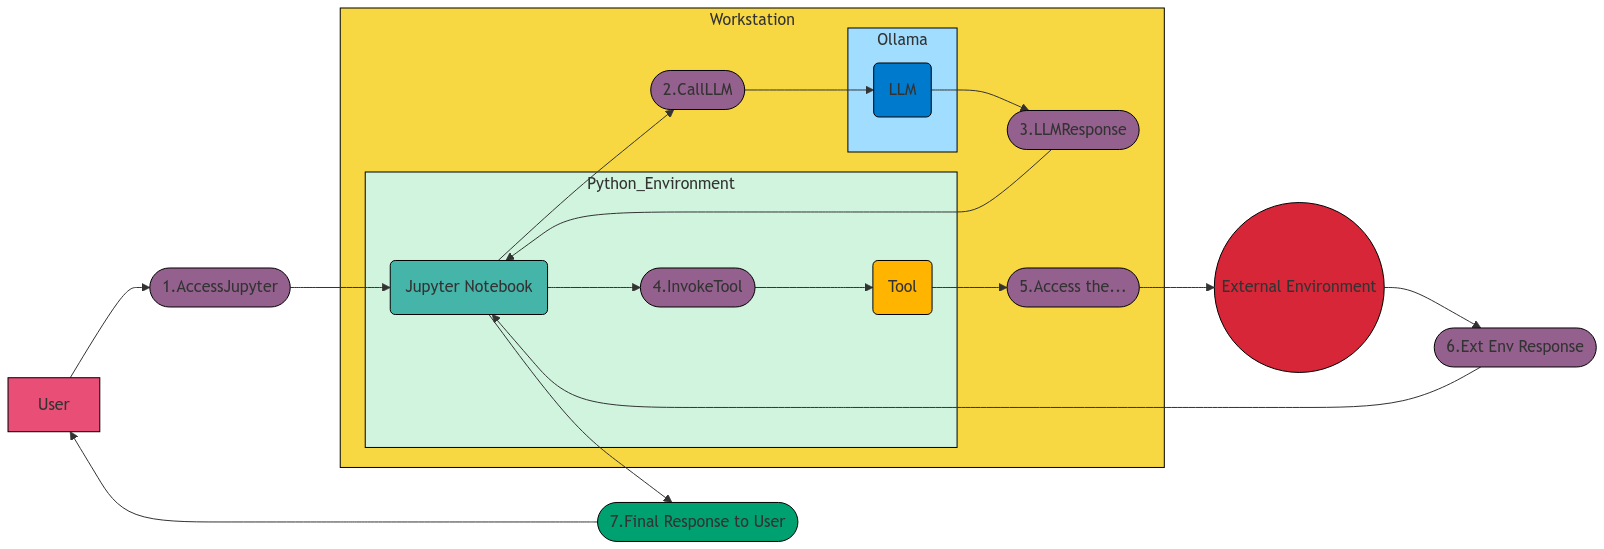 Workstation
Ollama
2.CallLLM
LLM
3.LLMResponse
Python_Environment
1.AccessJupyter
Jupyter Notebook
4.InvokeTool
Tool
5.Access the...
External Environment
6.Ext Env Response
User
7.Final Response to User